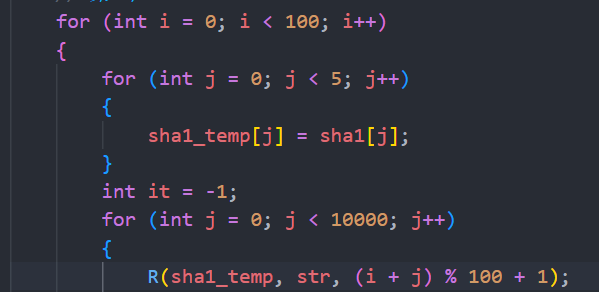 for (int i = 0; i < 100; i++)
{
for (int j = 0; j < 5; j++)
{
sha1_temp[j] = sha1[j];
}
int it = -1;
for (int j = 0; j < 10000; j++)
{
R(sha1_temp, str, (i + j) % 100 + 1);